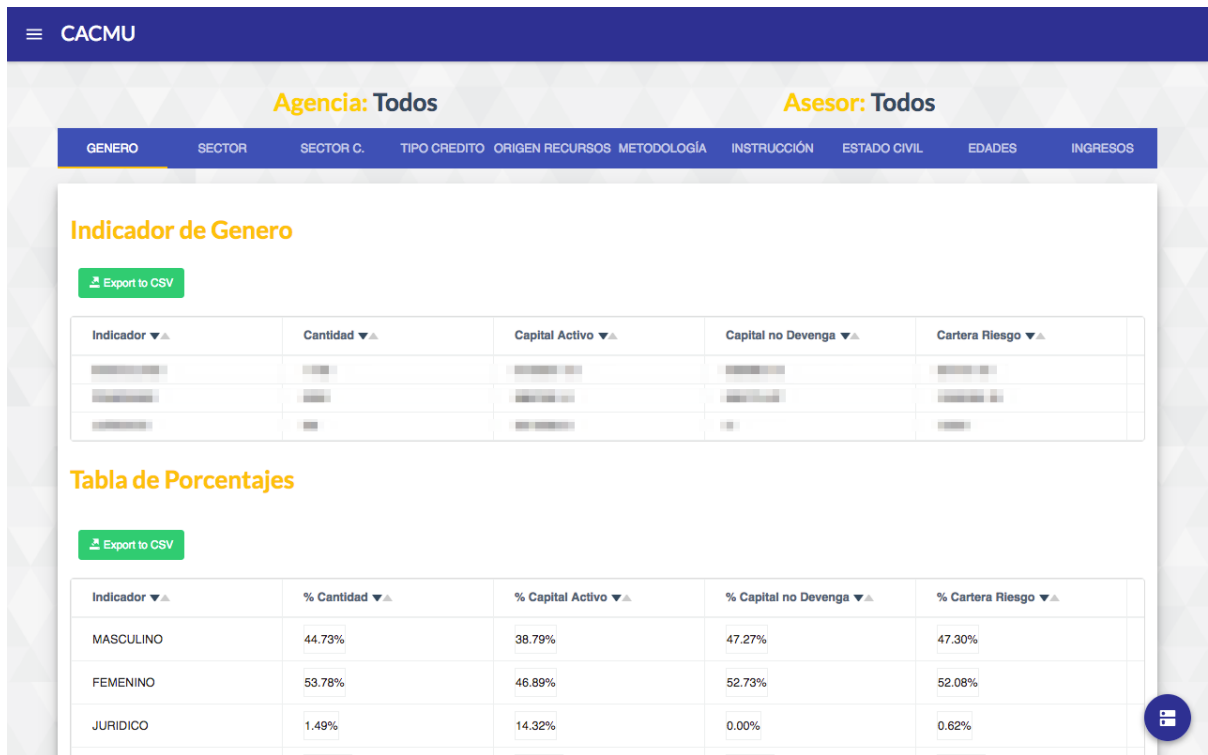 CACMU
Agencia: Todos Asesor: Todos
GENERO SECTOR SECTOR C. TIPO CREDITO ORIGEN RECURSOS METODOLOGÍA INSTRUCCIÓN ESTADO CIVIL EDADES INGRESOS
Indicador de Genero
Export to CSV
Indicador Cantidad Capital Activo Capital no Devenga Cartera Riesgo
Tabla de Porcentajes
Export to CSV
Indicador % Cantidad % Capital Activo % Capital no Devenga % Cartera Riesgo
MASCULINO 44.73% 38.79% 47.27% 47.30%
FEMENINO 53.78% 46.89% 52.73% 52.08%
JURIDICO 1.49% 14.32% 0.00% 0.62%